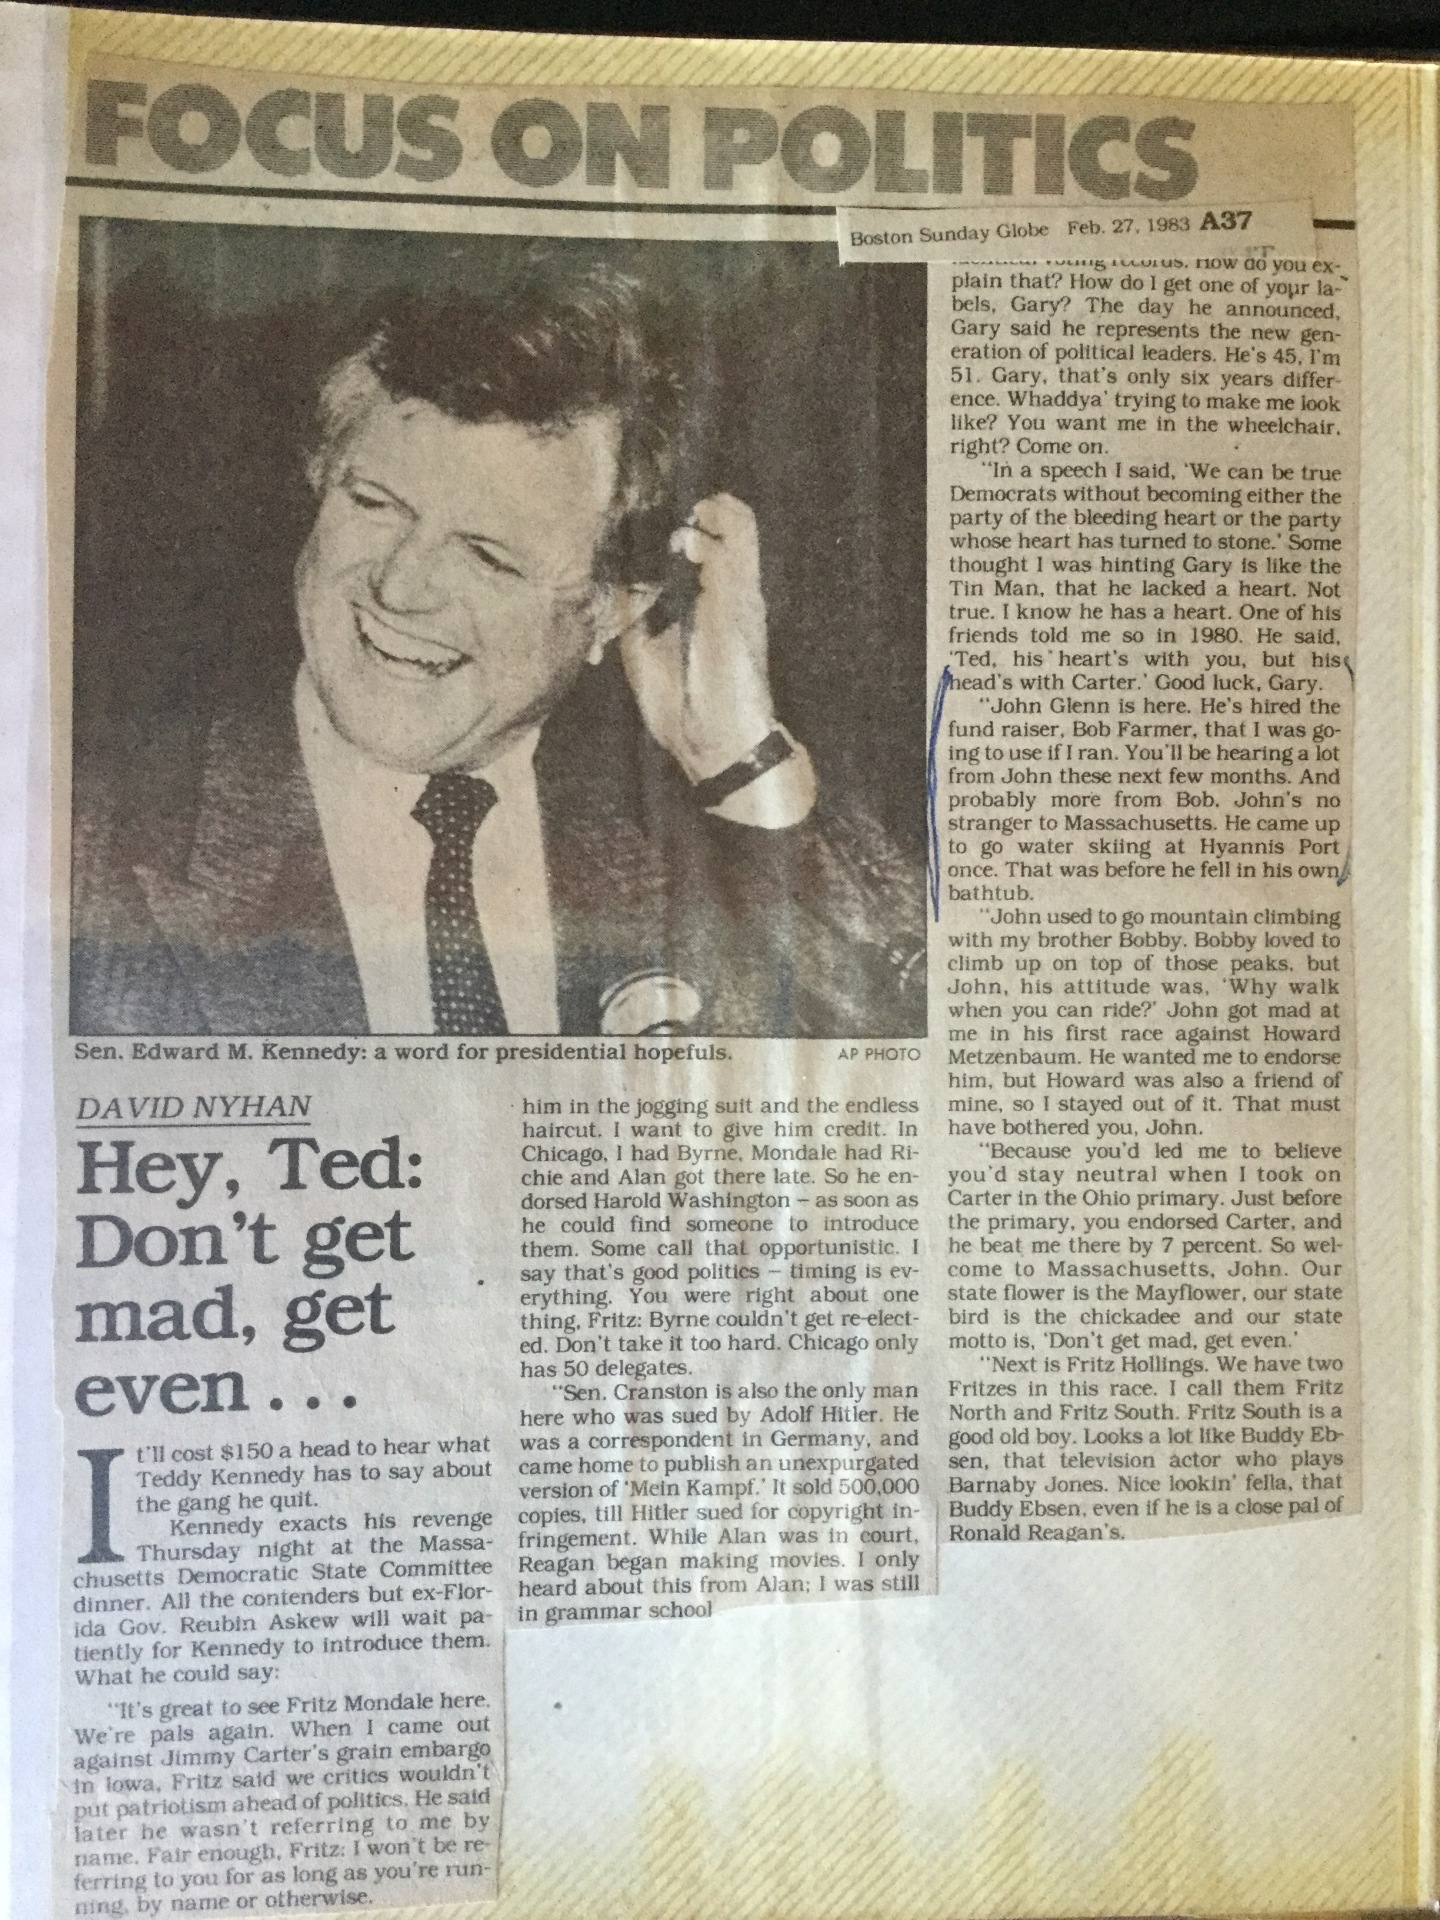 FOCUS ON POLITICS
Boston Sunday Globe Feb. 27, 1983 A37
Sen. Edward M. Kennedy: a word for presidential hopefuls.
AP PHOTO
DAVID NYHAN
Hey, Ted:
Don't get
mad, get
even . . .
It'll cost $150 a head to hear what
Teddy Kennedy has to say about
the gang he quit.
Kennedy exacts his revenge
Thursday night at the Massa-
chusetts Democratic State Committee
dinner. All the contenders but ex-Flor-
ida Gov. Reubin Askew will wait pa-
tiently for Kennedy to introduce them.
What he could say:
"It's great to see Fritz Mondale here.
We're pals again. When I came out
against Jimmy Carter's grain embargo
in Iowa, Fritz said we critics wouldn't
put patriotism ahead of politics. He said
later he wasn't referring to me by
name. Fair enough, Fritz: I won't be re-
ferring to you for as long as you're run-
ning, by name or otherwise.
him in the jogging suit and the endless
haircut. I want to give him credit. In
Chicago, I had Byrne, Mondale had Ri-
chie and Alan got there late. So he en-
dorsed Harold Washington – as soon as
he could find someone to introduce
them. Some call that opportunistic. I
say that's good politics – timing is ev-
erything. You were right about one
thing, Fritz: Byrne couldn't get re-elect-
ed. Don't take it too hard. Chicago only
has 50 delegates.
"Sen. Cranston is also the only man
here who was sued by Adolf Hitler. He
was a correspondent in Germany, and
came home to publish an unexpurgated
version of 'Mein Kampf.' It sold 500,000
copies, till Hitler sued for copyright in-
fringement. While Alan was in court,
Reagan began making movies. I only
heard about this from Alan; I was still
in grammar school
voting records. How do you ex-
plain that? How do I get one of your la-
bels, Gary? The day he announced,
Gary said he represents the new gen-
eration of political leaders. He's 45, I'm
51. Gary, that's only six years differ-
ence. Whaddya' trying to make me look
like? You want me in the wheelchair,
right? Come on.
"In a speech I said, 'We can be true
Democrats without becoming either the
party of the bleeding heart or the party
whose heart has turned to stone.' Some
thought I was hinting Gary is like the
Tin Man, that he lacked a heart. Not
true. I know he has a heart. One of his
friends told me so in 1980. He said,
'Ted, his heart's with you, but his
head's with Carter.' Good luck, Gary.
"John Glenn is here. He's hired the
fund raiser, Bob Farmer, that I was go-
ing to use if I ran. You'll be hearing a lot
from John these next few months. And
probably more from Bob. John's no
stranger to Massachusetts. He came up
to go water skiing at Hyannis Port
once. That was before he fell in his own
bathtub.
"John used to go mountain climbing
with my brother Bobby. Bobby loved to
climb up on top of those peaks, but
John, his attitude was, 'Why walk
when you can ride?' John got mad at
me in his first race against Howard
Metzenbaum. He wanted me to endorse
him, but Howard was also a friend of
mine, so I stayed out of it. That must
have bothered you, John.
"Because you'd led me to believe
you'd stay neutral when I took on
Carter in the Ohio primary. Just before
the primary, you endorsed Carter, and
he beat me there by 7 percent. So wel-
come to Massachusetts, John. Our
state flower is the Mayflower, our state
bird is the chickadee and our state
motto is, 'Don't get mad, get even.'
"Next is Fritz Hollings. We have two
Fritzes in this race. I call them Fritz
North and Fritz South. Fritz South is a
good old boy. Looks a lot like Buddy Eb-
sen, that television actor who plays
Barnaby Jones. Nice lookin' fella, that
Buddy Ebsen, even if he is a close pal of
Ronald Reagan's.